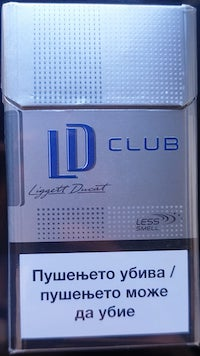 LD CLUB
Liggett Ducat
LESS
SMELL
Пушењето убива /
пушењето може
да убие